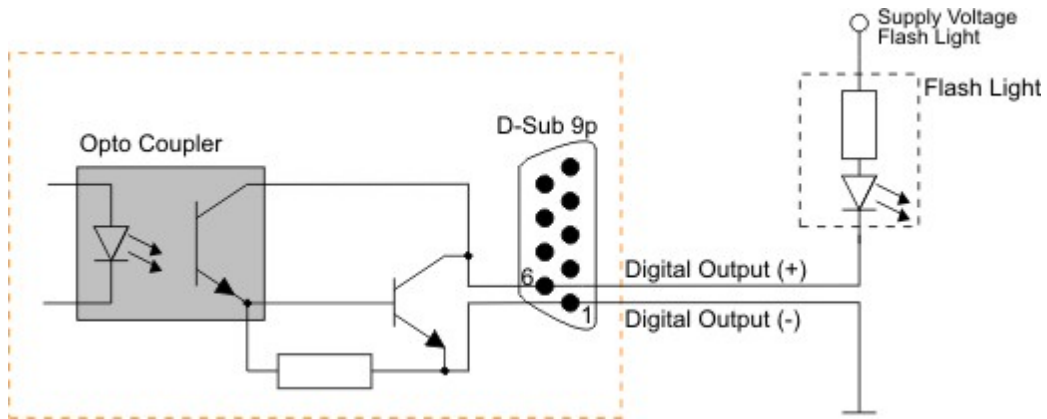 Supply Voltage
Flash Light
Flash Light
D-Sub 9p
Opto Coupler
6
Digital Output (+)
1
Digital Output (-)